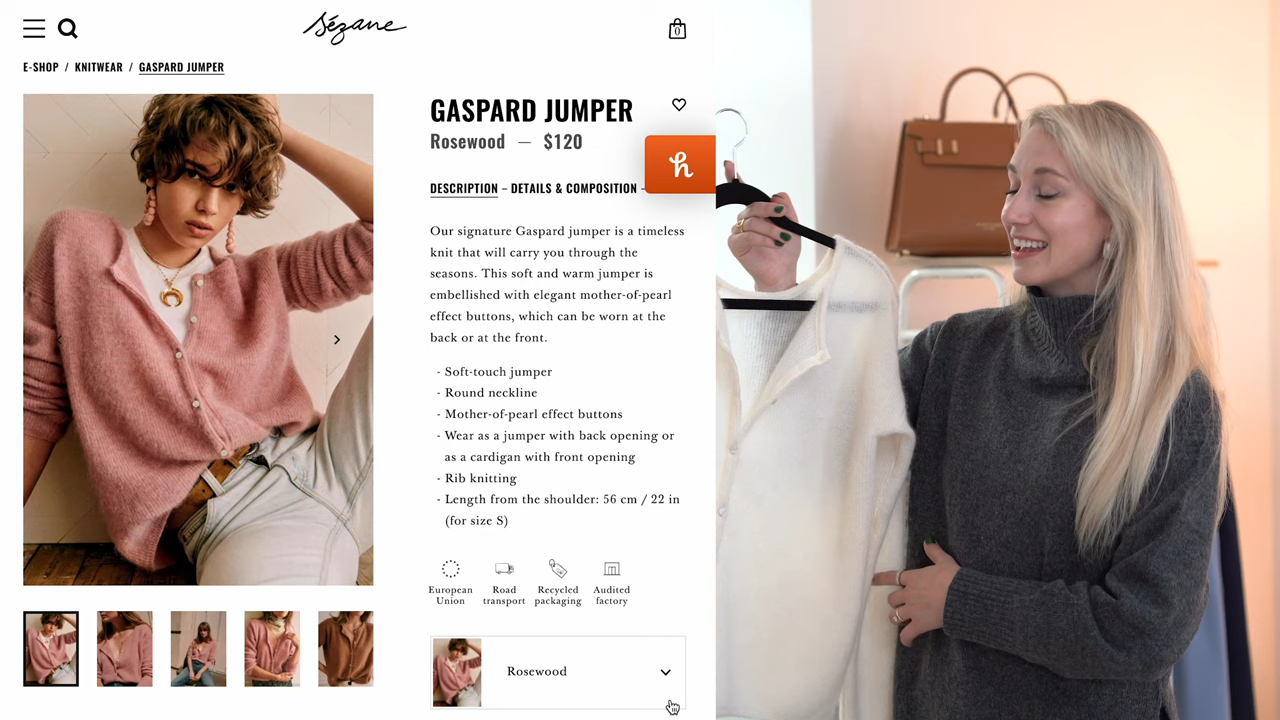 Sézane
0
E-SHOP / KNITWEAR / GASPARD JUMPER
GASPARD JUMPER
Rosewood — $120
h
DESCRIPTION – DETAILS & COMPOSITION –
Our signature Gaspard jumper is a timeless
knit that will carry you through the
seasons. This soft and warm jumper is
embellished with elegant mother-of-pearl
effect buttons, which can be worn at the
back or at the front.
- Soft-touch jumper
- Round neckline
- Mother-of-pearl effect buttons
- Wear as a jumper with back opening or
as a cardigan with front opening
- Rib knitting
- Length from the shoulder: 56 cm / 22 in
(for size S)
European Union
Road transport
Recycled packaging
Audited factory
Rosewood